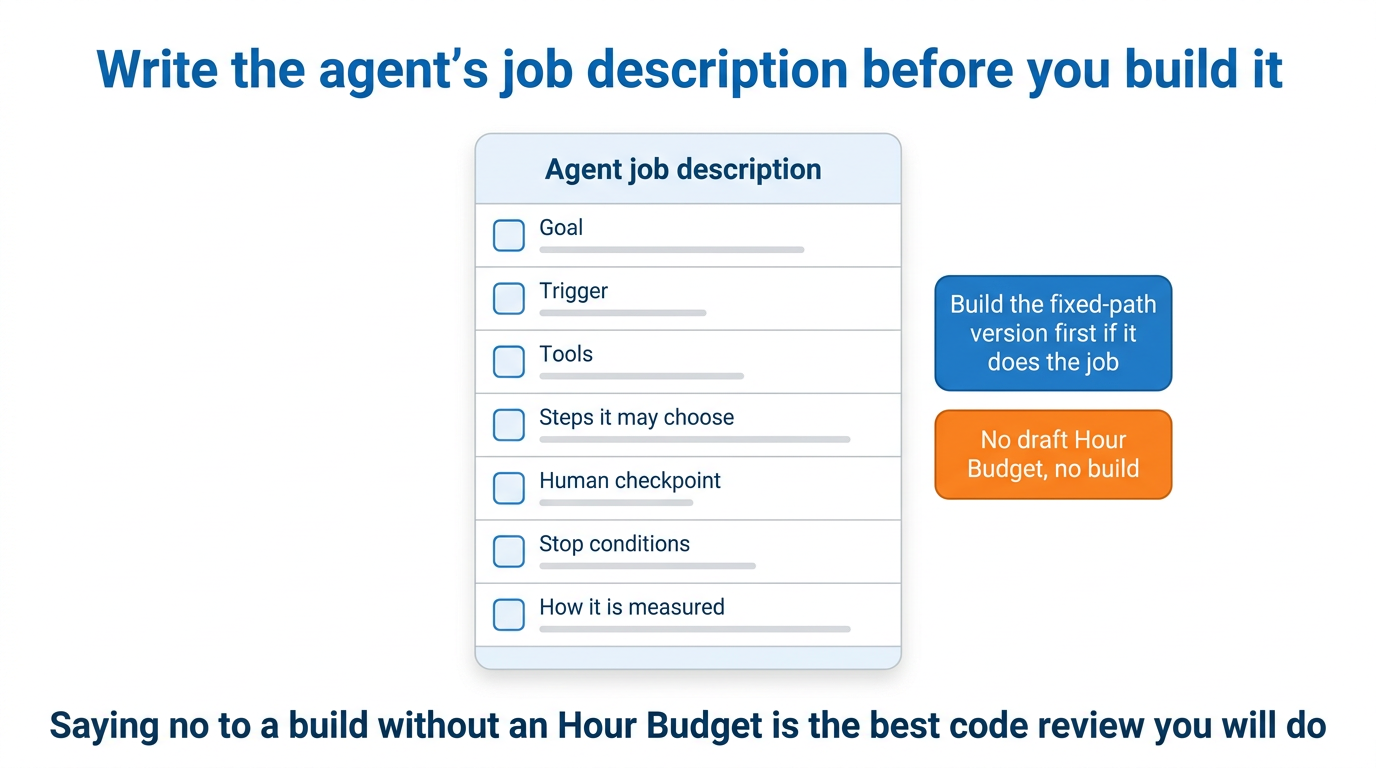 Write the agent’s job description before you build it
Agent job description
Goal
Trigger
Tools
Steps it may choose
Human checkpoint
Stop conditions
How it is measured
Build the fixed-path
version first if it
does the job
No draft Hour
Budget, no build
Saying no to a build without an Hour Budget is the best code review you will do